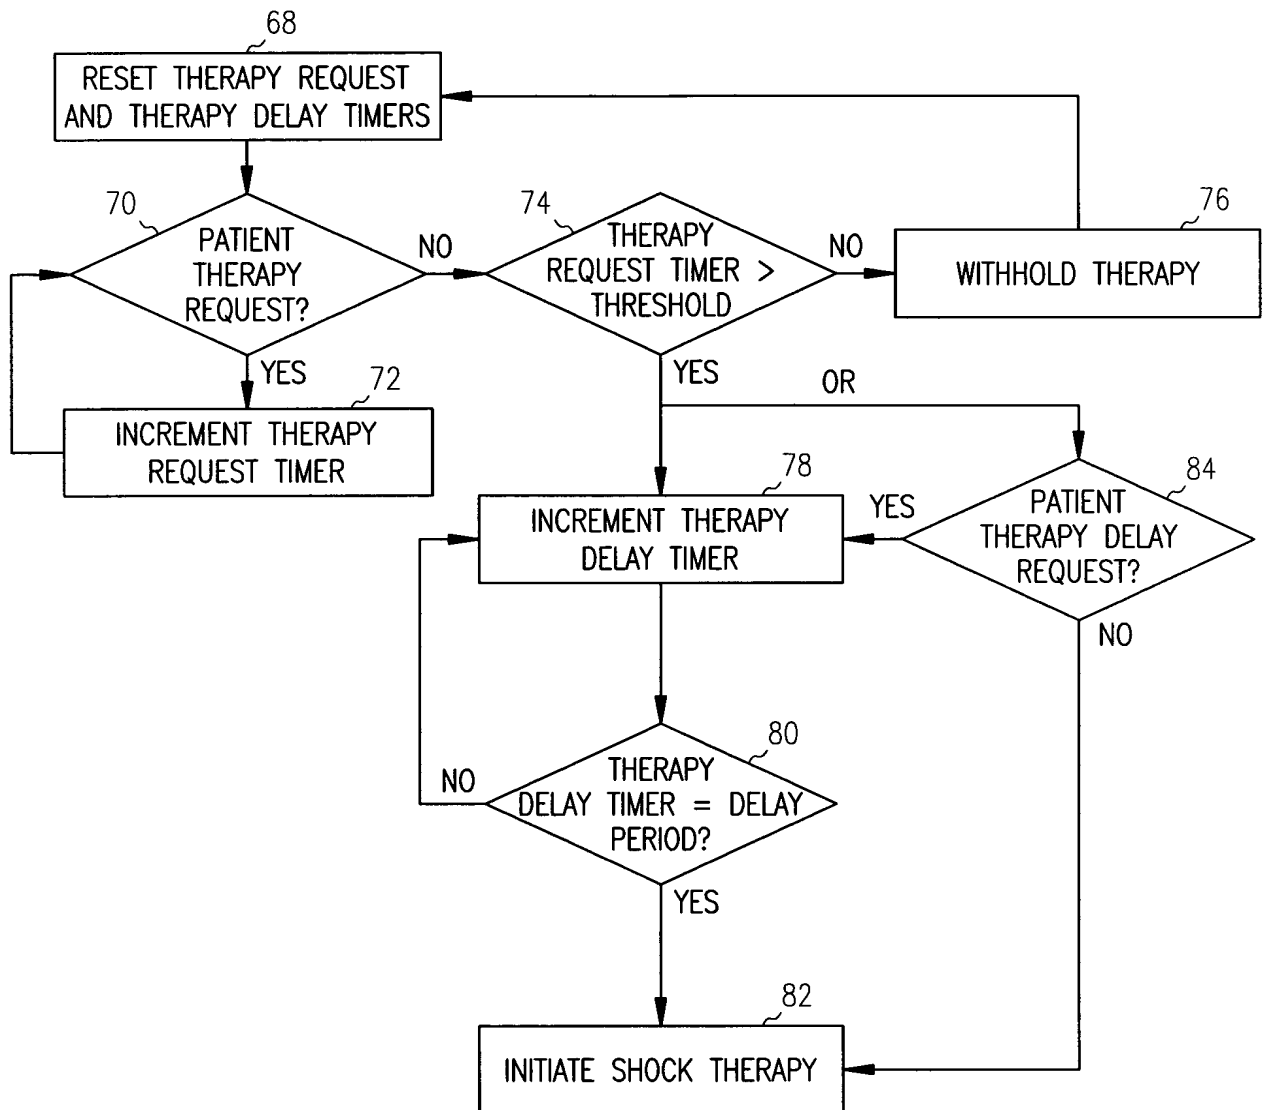 68
RESET THERAPY REQUEST
AND THERAPY DELAY TIMERS
70
PATIENT
THERAPY
REQUEST?
NO
YES
72
INCREMENT THERAPY
REQUEST TIMER
74
THERAPY
REQUEST TIMER >
THRESHOLD
NO
YES
76
WITHHOLD THERAPY
OR
78
INCREMENT THERAPY
DELAY TIMER
84
PATIENT
THERAPY DELAY
REQUEST?
YES
NO
80
THERAPY
DELAY TIMER = DELAY
PERIOD?
NO
YES
82
INITIATE SHOCK THERAPY